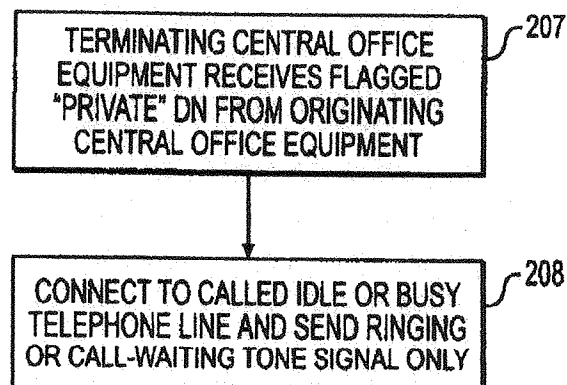 TERMINATING CENTRAL OFFICE
EQUIPMENT RECEIVES FLAGGED
"PRIVATE" DN FROM ORIGINATING
CENTRAL OFFICE EQUIPMENT
207
CONNECT TO CALLED IDLE OR BUSY
TELEPHONE LINE AND SEND RINGING
OR CALL-WAITING TONE SIGNAL ONLY
208